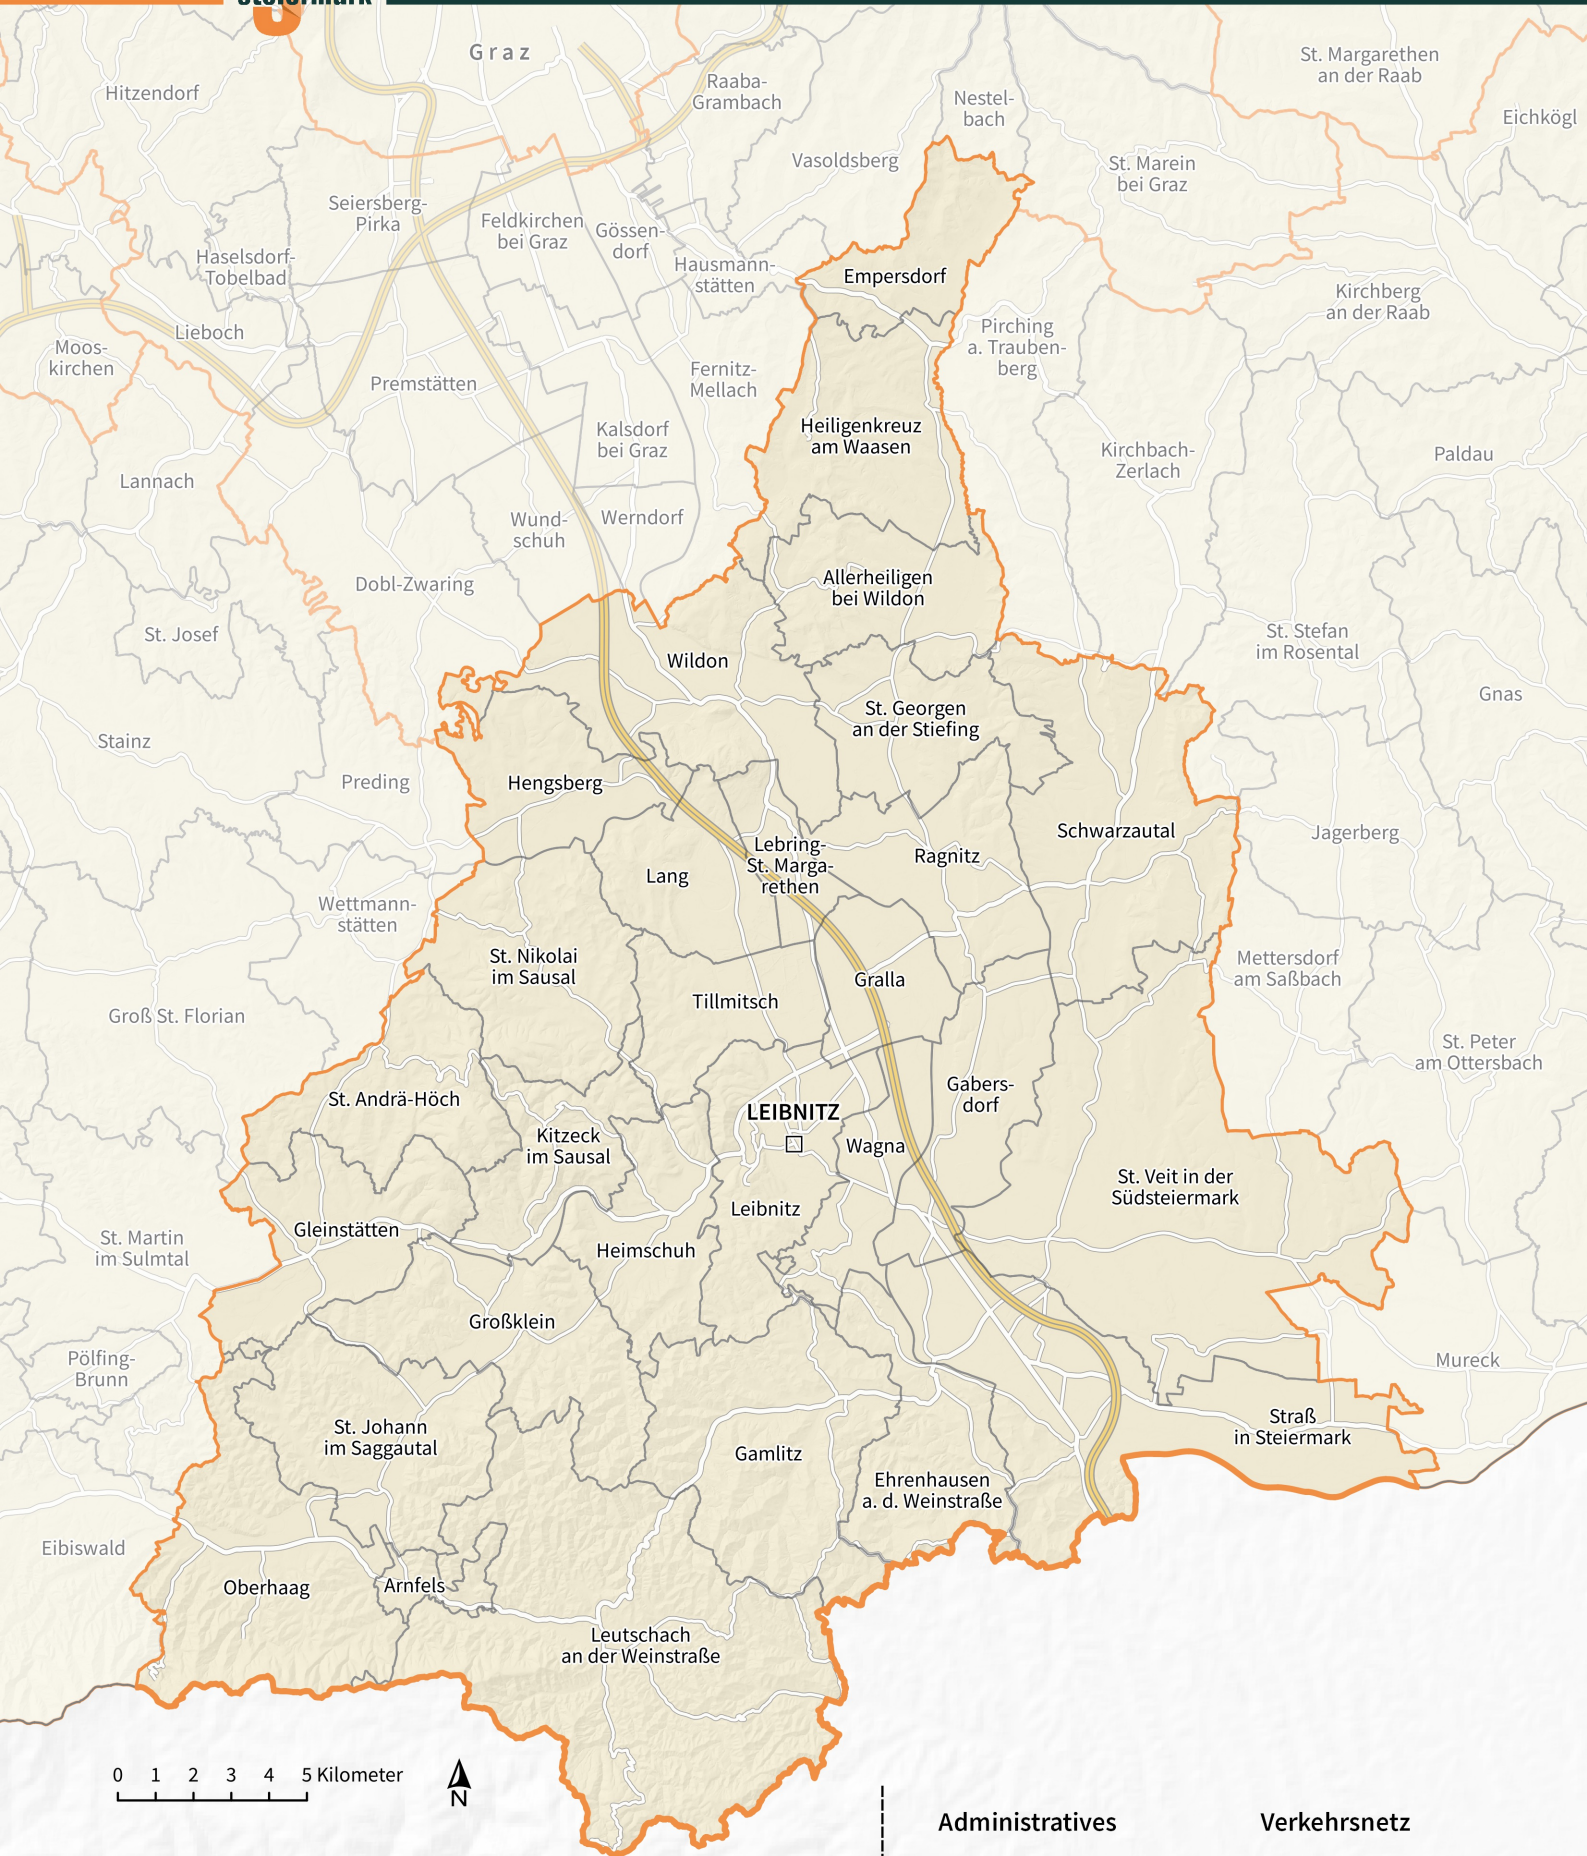 Steiermark
Graz
St. Margarethen
an der Raab
Hitzendorf
Raaba-
Grambach
Nestel-
bach
Eichkögl
Vasoldsberg
St. Marein
bei Graz
Seiersberg-
Pirka
Feldkirchen
bei Graz
Gössen-
dorf
Haselsdorf-
Tobelbad
Hausmann-
stätten
Empersdorf
Kirchberg
an der Raab
Lieboch
Moos-
kirchen
Pirching
a. Trauben-
berg
Premstätten
Fernitz-
Mellach
Heiligenkreuz
am Waasen
Kalsdorf
bei Graz
Kirchbach-
Zerlach
Paldau
Lannach
Wund-
schuh
Werndorf
Dobl-Zwaring
Allerheiligen
bei Wildon
St. Josef
St. Stefan
im Rosental
Wildon
Gnas
St. Georgen
an der Stiefing
Stainz
Preding
Hengsberg
Schwarzautal
Jagerberg
Lebring-
St. Marga-
rethen
Ragnitz
Lang
Wettmann-
stätten
St. Nikolai
im Sausal
Mettersdorf
am Saßbach
Gralla
Tillmitsch
Groß St. Florian
St. Peter
am Ottersbach
St. Andrä-Höch
Gabers-
dorf
LEIBNITZ
Kitzeck
im Sausal
Wagna
St. Veit in der
Südsteiermark
Leibnitz
Gleinstätten
St. Martin
im Sulmtal
Heimschuh
Großklein
Pölfing-
Brunn
Mureck
St. Johann
im Saggautal
Straß
in Steiermark
Gamlitz
Ehrenhausen
a. d. Weinstraße
Eibiswald
Oberhaag
Arnfels
Leutschach
an der Weinstraße
0 1 2 3 4 5 Kilometer
N
Administratives
Verkehrsnetz